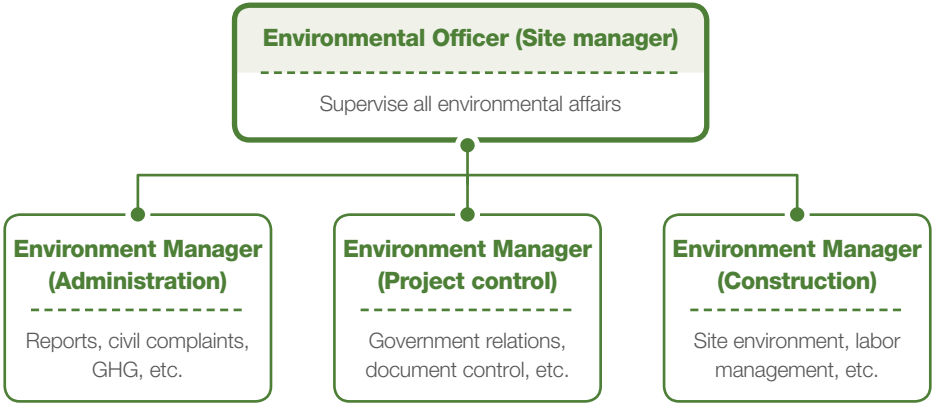 Environmental Officer (Site manager)
Supervise all environmental affairs
Environment Manager
(Administration)
Reports, civil complaints,
GHG, etc.
Environment Manager
(Project control)
Government relations,
document control, etc.
Environment Manager
(Construction)
Site environment, labor
management, etc.